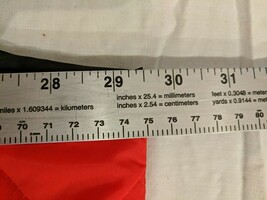 28 29 30 31
miles x 1.609344 = kilometers
inches x 25.4 = millimeters
inches x 2.54 = centimeters
feet x 0.3048 = meters
yards x 0.9144 =
70 71 72 73 74 75 76 77 78 79 80